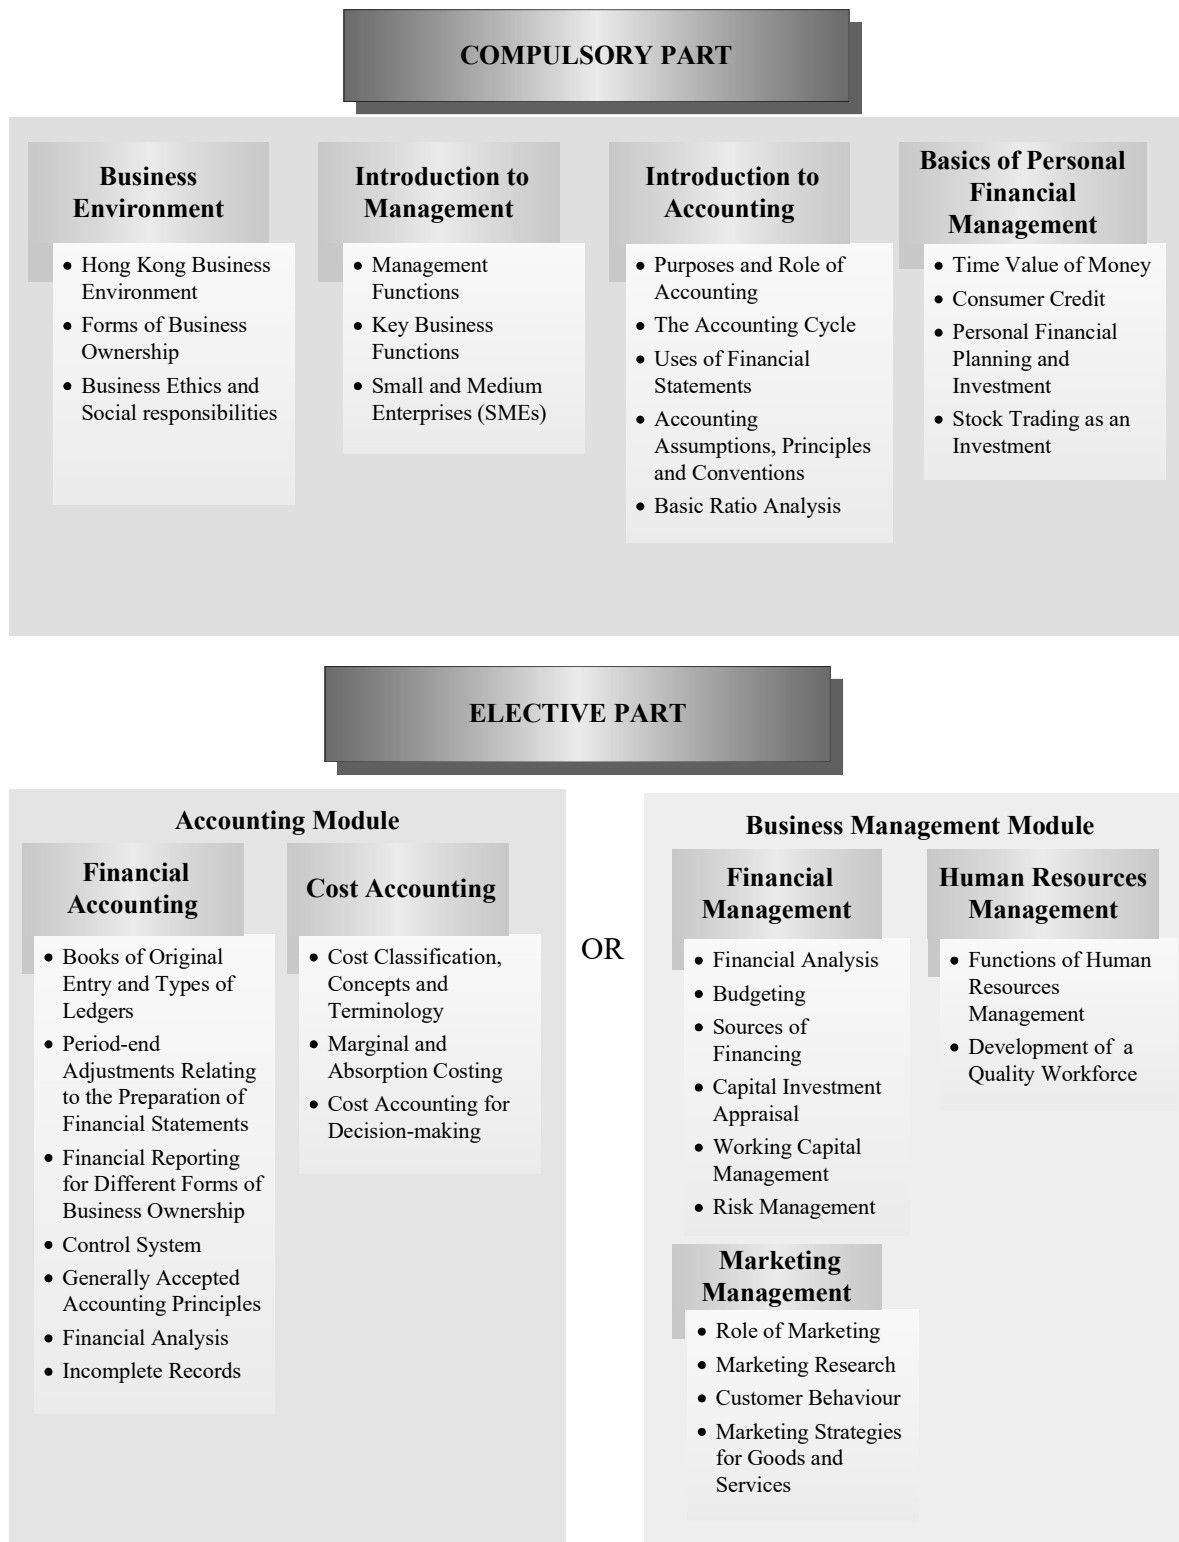 COMPULSORY PART
Business
Environment
• Hong Kong Business
Environment
• Forms of Business
Ownership
• Business Ethics and
Social responsibilities
Introduction to
Management
• Management
Functions
• Key Business
Functions
• Small and Medium
Enterprises (SMEs)
Introduction to
Accounting
• Purposes and Role of
Accounting
• The Accounting Cycle
• Uses of Financial
Statements
• Accounting
Assumptions, Principles
and Conventions
• Basic Ratio Analysis
Basics of Personal
Financial
Management
• Time Value of Money
• Consumer Credit
• Personal Financial
Planning and
Investment
• Stock Trading as an
Investment
ELECTIVE PART
Accounting Module
Financial
Accounting
• Books of Original
Entry and Types of
Ledgers
• Period-end
Adjustments Relating
to the Preparation of
Financial Statements
• Financial Reporting
for Different Forms of
Business Ownership
• Control System
• Generally Accepted
Accounting Principles
• Financial Analysis
• Incomplete Records
Cost Accounting
• Cost Classification,
Concepts and
Terminology
• Marginal and
Absorption Costing
• Cost Accounting for
Decision-making
OR
Business Management Module
Financial
Management
• Financial Analysis
• Budgeting
• Sources of
Financing
• Capital Investment
Appraisal
• Working Capital
Management
• Risk Management
Human Resources
Management
• Functions of Human
Resources
Management
• Development of a
Quality Workforce
Marketing
Management
• Role of Marketing
• Marketing Research
• Customer Behaviour
• Marketing Strategies
for Goods and
Services